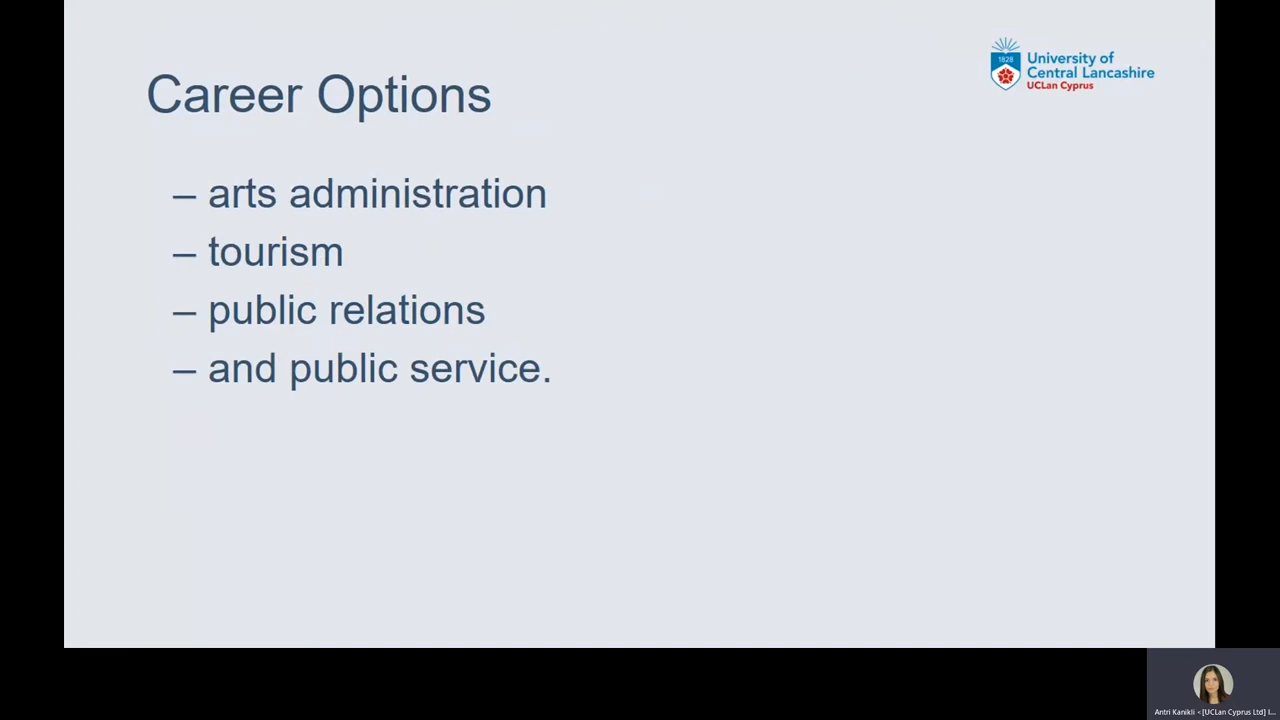 Career Options
1828
University of
Central Lancashire
UCLan Cyprus
– arts administration
– tourism
– public relations
– and public service.
Antri Kanikli <[UCLan Cyprus Ltd] I...